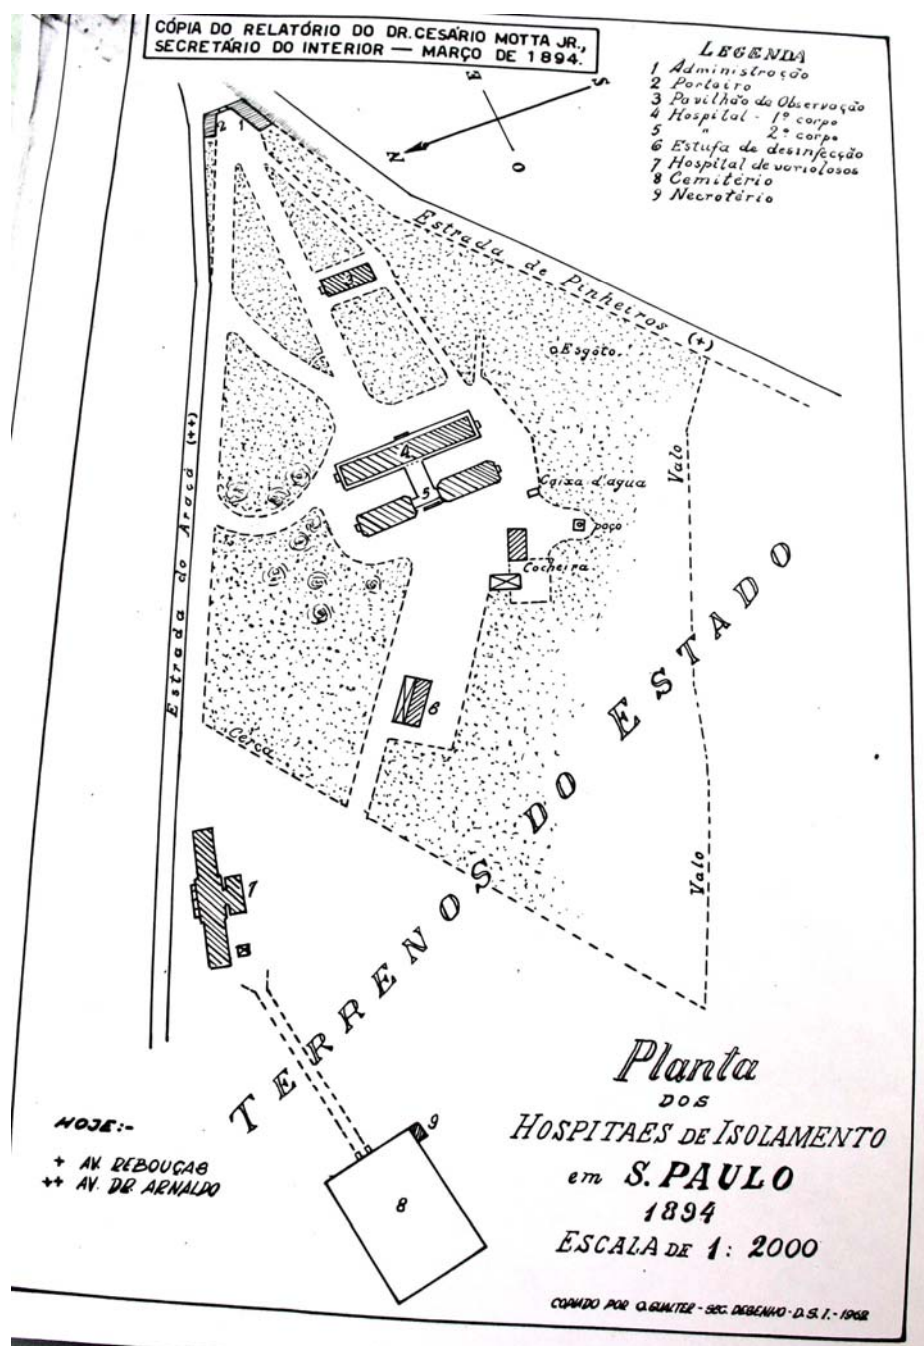 CÓPIA DO RELATÓRIO DO DR. CESÁRIO MOTTA JR.,
SECRETÁRIO DO INTERIOR — MARÇO DE 1894.
LEGENDA
1 Administração
2 Porteiro
3 Pavilhão de Observação
4 Hospital - 1º corpo
5 " 2º corpo
6 Estufa de desinfecção
7 Hospital de variolosos
8 Cemitério
9 Necrotério
E
S
N
O
2 1
Estrada de Pinheiros (+)
3
Esgôto
Estrada do Araçá (++)
4
5
Caixa d'agua
poço
Cocheira
Valo
6
Cerca
Valo
7
TERRENOS DO ESTADO
9
8
Planta
DOS
HOSPITAES DE ISOLAMENTO
em S. PAULO
1894
ESCALA DE 1: 2000
HOJE:-
+ AV. REBOUÇAS
++ AV. DR. ARNALDO
COPIADO POR O. GUALTER - SEC. DESENHO - D.S.I. - 1962